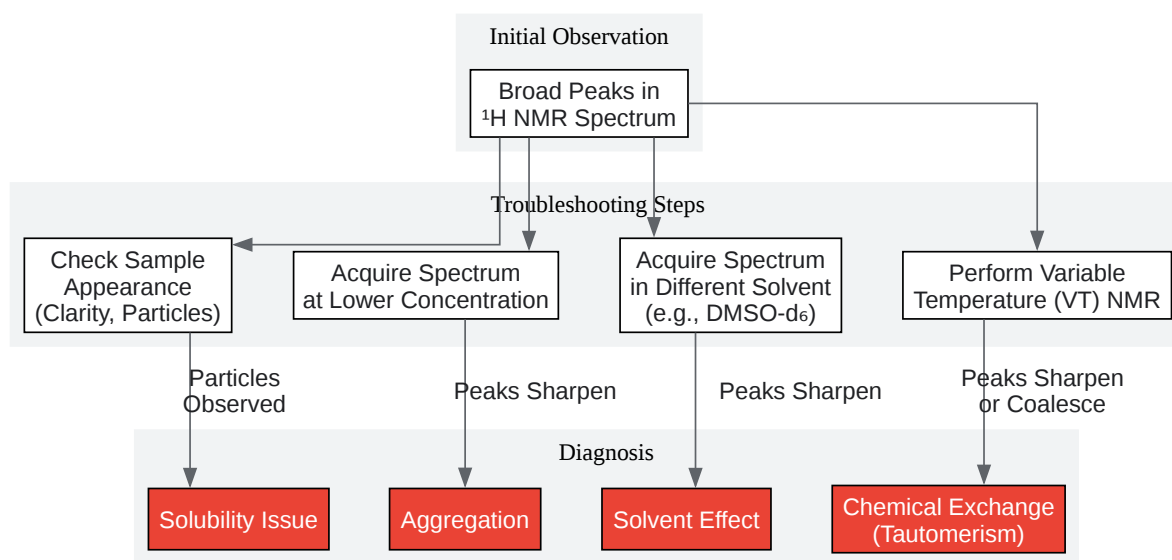 Initial Observation
Broad Peaks in
¹H NMR Spectrum
Troubleshooting Steps
Check Sample
Appearance
(Clarity, Particles)
Acquire Spectrum
at Lower Concentration
Acquire Spectrum
in Different Solvent
(e.g., DMSO-d₆)
Perform Variable
Temperature (VT) NMR
Particles
Observed
Peaks Sharpen
Peaks Sharpen
Peaks Sharpen
or Coalesce
Diagnosis
Solubility Issue
Aggregation
Solvent Effect
Chemical Exchange
(Tautomerism)